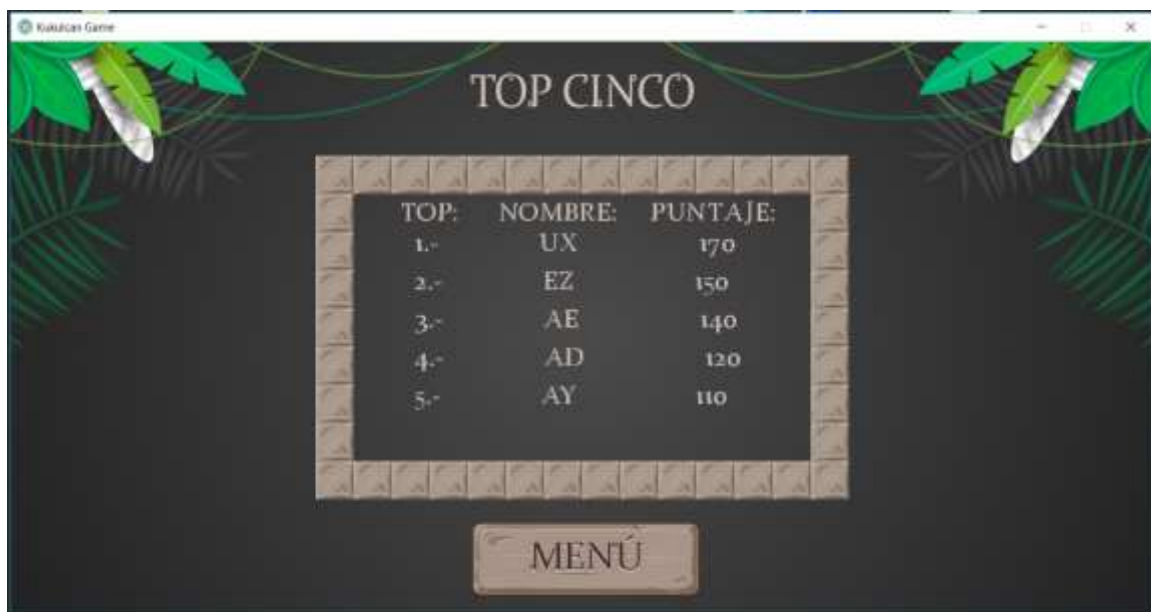 Kukulcan Game
TOP CINCO
TOP: NOMBRE: PUNTAJE:
1.- UX 170
2.- EZ 150
3.- AE 140
4.- AD 120
5.- AY 110
MENÚ